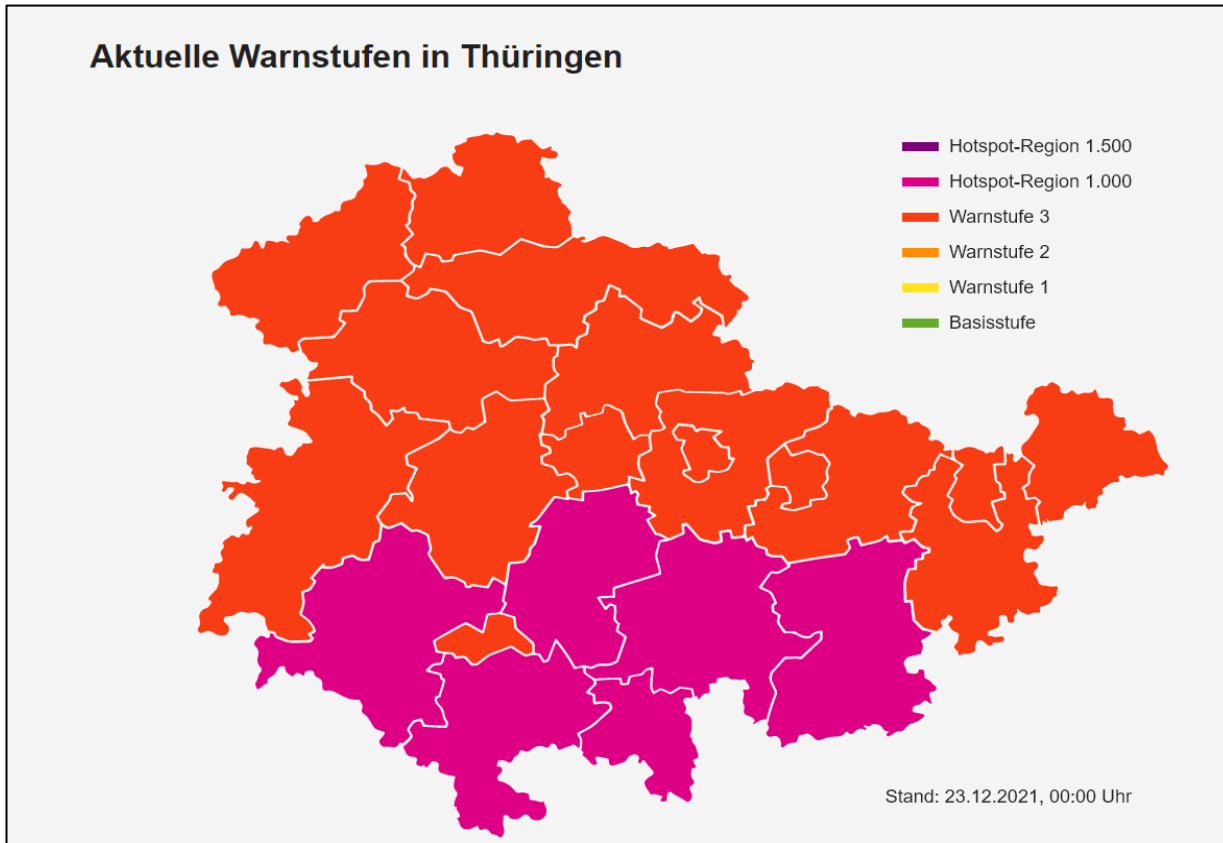 Aktuelle Warnstufen in Thüringen
Hotspot-Region 1.500
Hotspot-Region 1.000
Warnstufe 3
Warnstufe 2
Warnstufe 1
Basisstufe
Stand: 23.12.2021, 00:00 Uhr